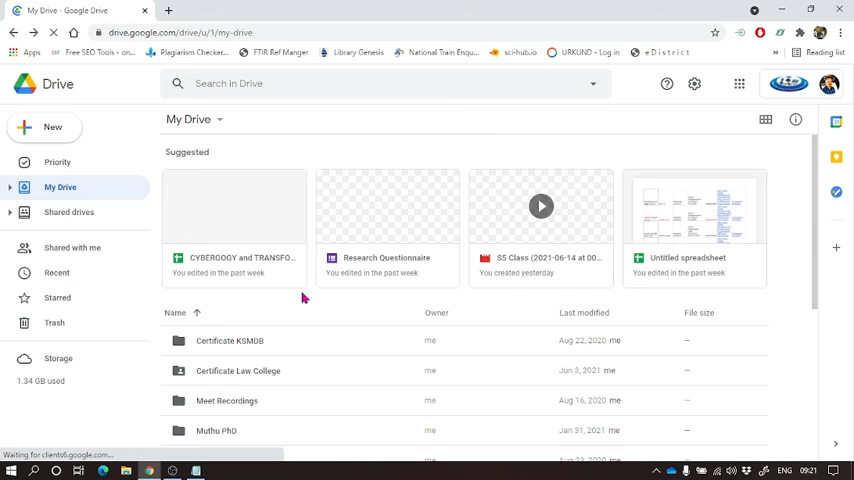 My Drive - Google Drive
drive.google.com/drive/u/1/my-drive
Apps Free SEO Tools - on... Plagiarism Checker... FTIR Ref Manger Library Genesis National Train Enqu... sci-hub.io URKUND - Log in e D i s t r i c t » Reading list
Drive
Search in Drive
New
My Drive
Priority
My Drive
Shared drives
Shared with me
Recent
Starred
Trash
Storage
1.34 GB used
Suggested
CYBERGOGY and TRANSFO...
You edited in the past week
Research Questionnaire
You edited in the past week
S5 Class (2021-06-14 at 00...
You created yesterday
Untitled spreadsheet
You edited in the past week
Name Owner Last modified File size
Certificate KSMDB me Aug 22, 2020 me –
Certificate Law College me Jun 3, 2021 me –
Meet Recordings me Aug 16, 2020 me –
Muthu PhD me Jan 31, 2021 me –
Waiting for clients6.google.com...
ENG 09:21